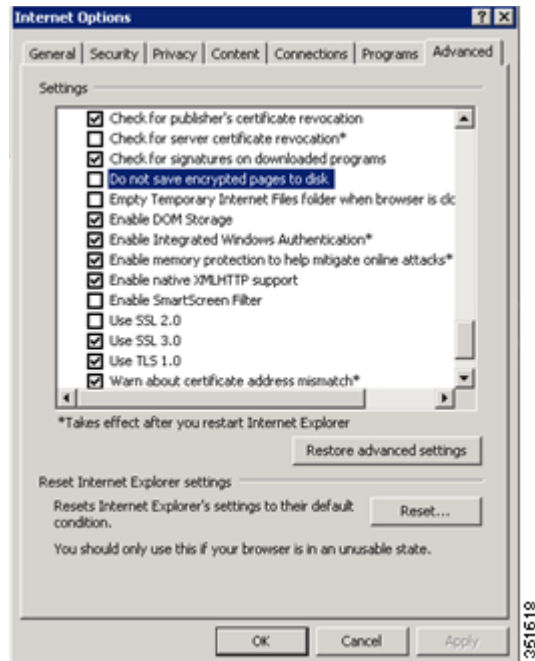 Internet Options
General Security Privacy Content Connections Programs Advanced
Settings
Check for publisher's certificate revocation
Check for server certificate revocation*
Check for signatures on downloaded programs
Do not save encrypted pages to disk
Empty Temporary Internet Files folder when browser is clo
Enable DOM Storage
Enable Integrated Windows Authentication*
Enable memory protection to help mitigate online attacks*
Enable native XMLHTTP support
Enable SmartScreen Filter
Use SSL 2.0
Use SSL 3.0
Use TLS 1.0
Warn about certificate address mismatch*
*Takes effect after you restart Internet Explorer
Restore advanced settings
Reset Internet Explorer settings
Resets Internet Explorer's settings to their default
condition.
Reset...
You should only use this if your browser is in an unusable state.
OK Cancel Apply
351618